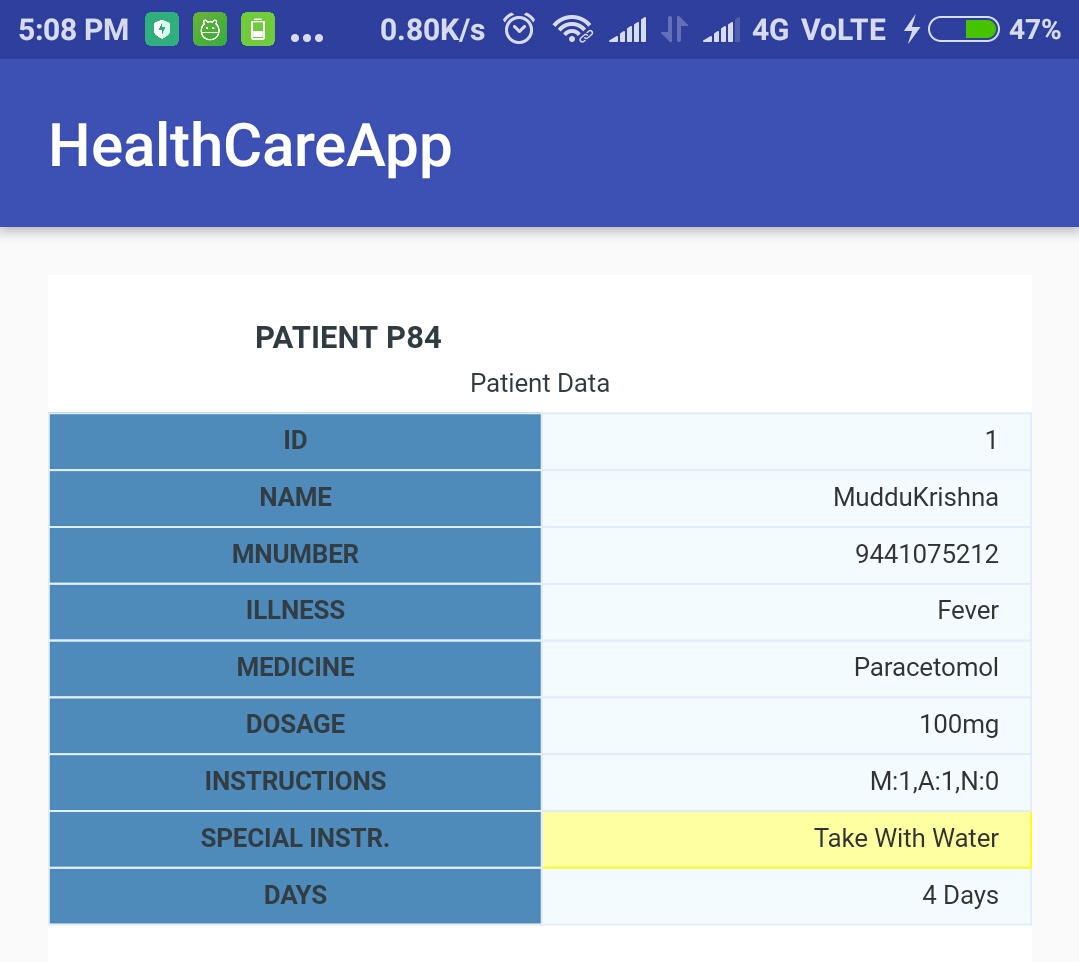 5:08 PM ... 0.80K/s 4G VoLTE 47%
HealthCareApp
PATIENT P84
Patient Data
ID 1
NAME MudduKrishna
MNUMBER 9441075212
ILLNESS Fever
MEDICINE Paracetomol
DOSAGE 100mg
INSTRUCTIONS M:1,A:1,N:0
SPECIAL INSTR. Take With Water
DAYS 4 Days